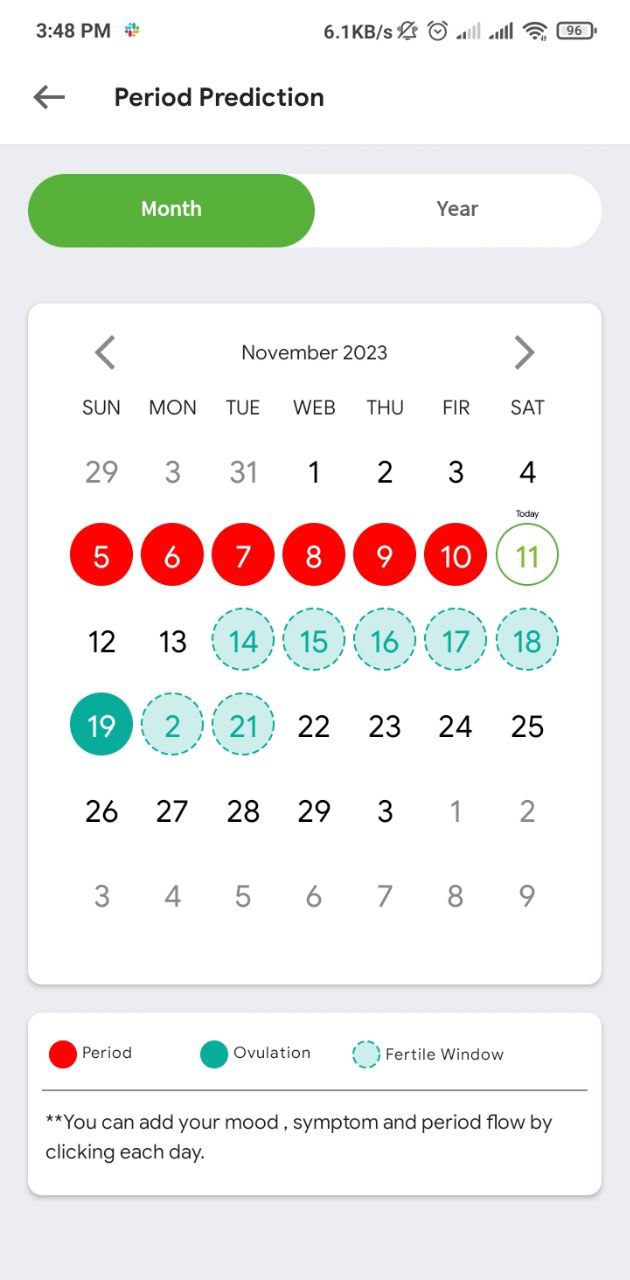 3:48 PM 6.1KB/s 96
Period Prediction
Month Year
November 2023
SUN MON TUE WEB THU FIR SAT
29 3 31 1 2 3 4
Today
5 6 7 8 9 10 11
12 13 14 15 16 17 18
19 2 21 22 23 24 25
26 27 28 29 3 1 2
3 4 5 6 7 8 9
Period Ovulation Fertile Window
**You can add your mood , symptom and period flow by
clicking each day.